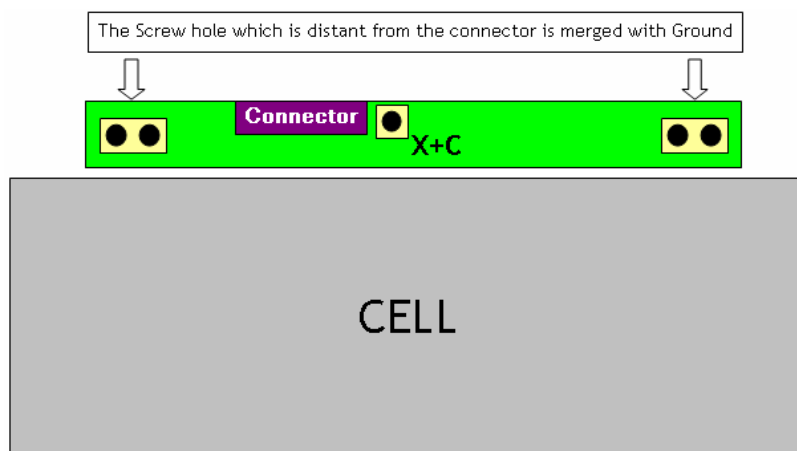 The Screw hole which is distant from the connector is merged with Ground
Connector
X+C
CELL